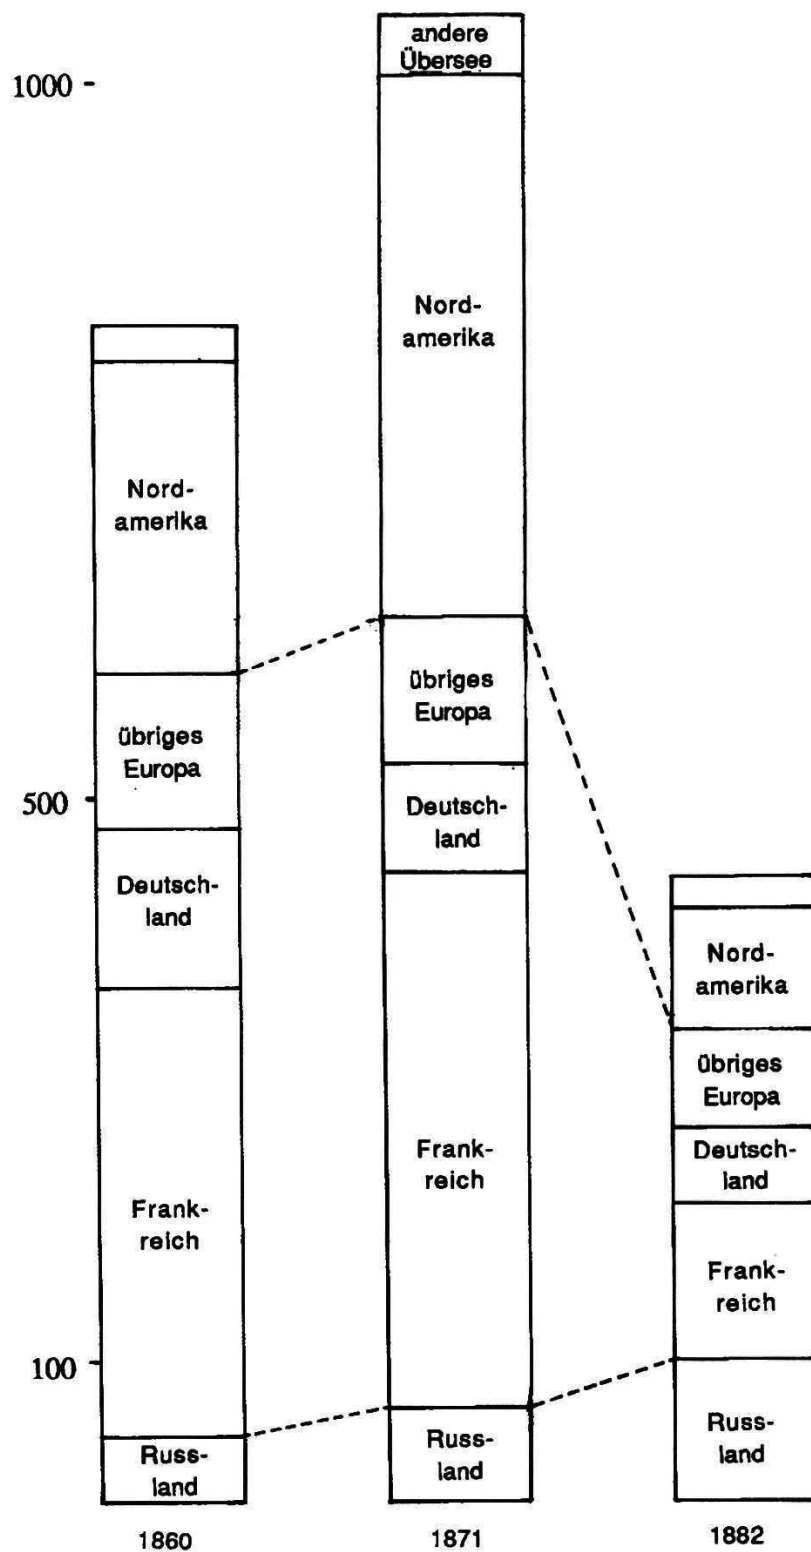 1000
500
100
Nord-
amerika
übriges
Europa
Deutsch-
land
Frank-
reich
Russ-
land
1860
andere
Übersee
Nord-
amerika
übriges
Europa
Deutsch-
land
Frank-
reich
Russ-
land
1871
Nord-
amerika
übriges
Europa
Deutsch-
land
Frank-
reich
Russ-
land
1882